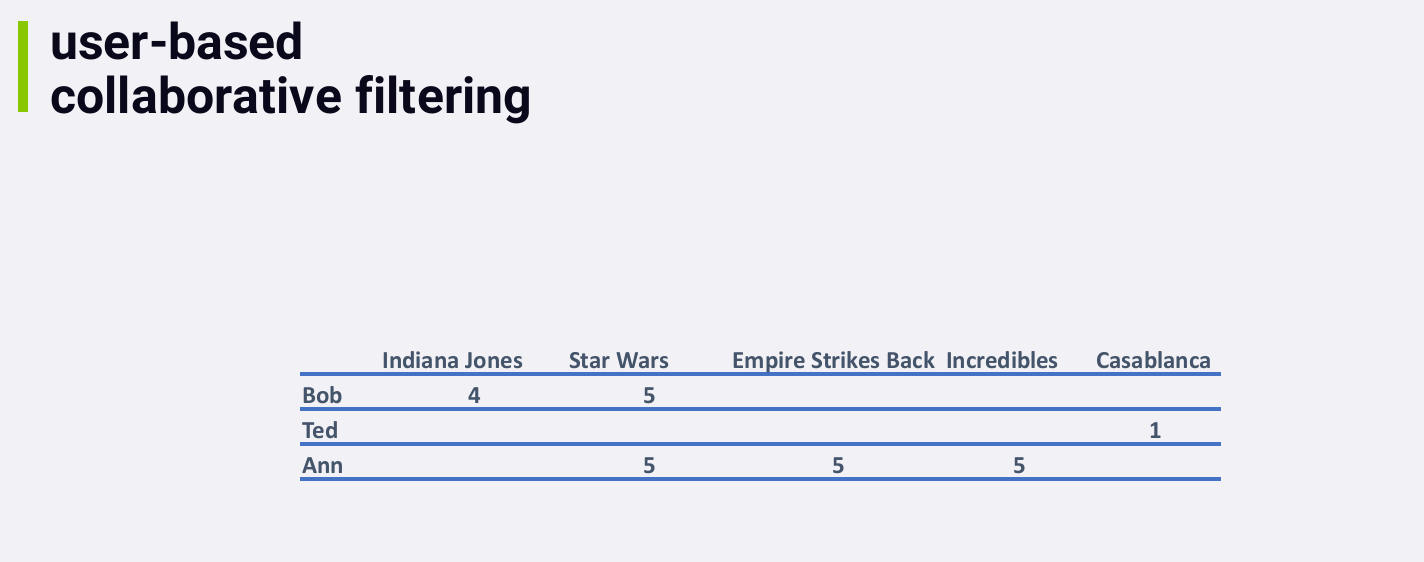 user-based
collaborative filtering
Indiana Jones Star Wars Empire Strikes Back Incredibles Casablanca
Bob 4 5
Ted 1
Ann 5 5 5